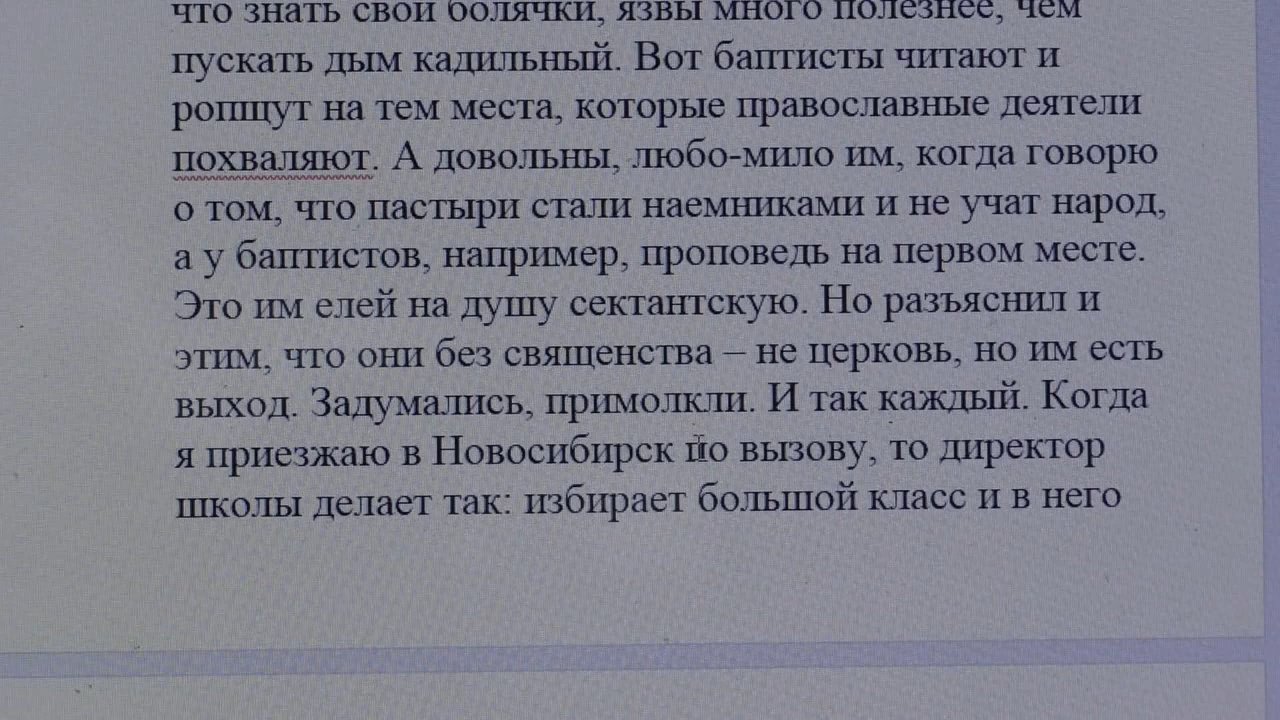 что знать свои болячки, язвы много полезнее, чем
пускать дым кадильный. Вот баптисты читают и
ропщут на тем места, которые православные деятели
похваляют. А довольны, любо-мило им, когда говорю
о том, что пастыри стали наемниками и не учат народ,
а у баптистов, например, проповедь на первом месте.
Это им елей на душу сектантскую. Но разъяснил и
этим, что они без священства – не церковь, но им есть
выход. Задумались, примолкли. И так каждый. Когда
я приезжаю в Новосибирск по вызову, то директор
школы делает так: избирает большой класс и в него